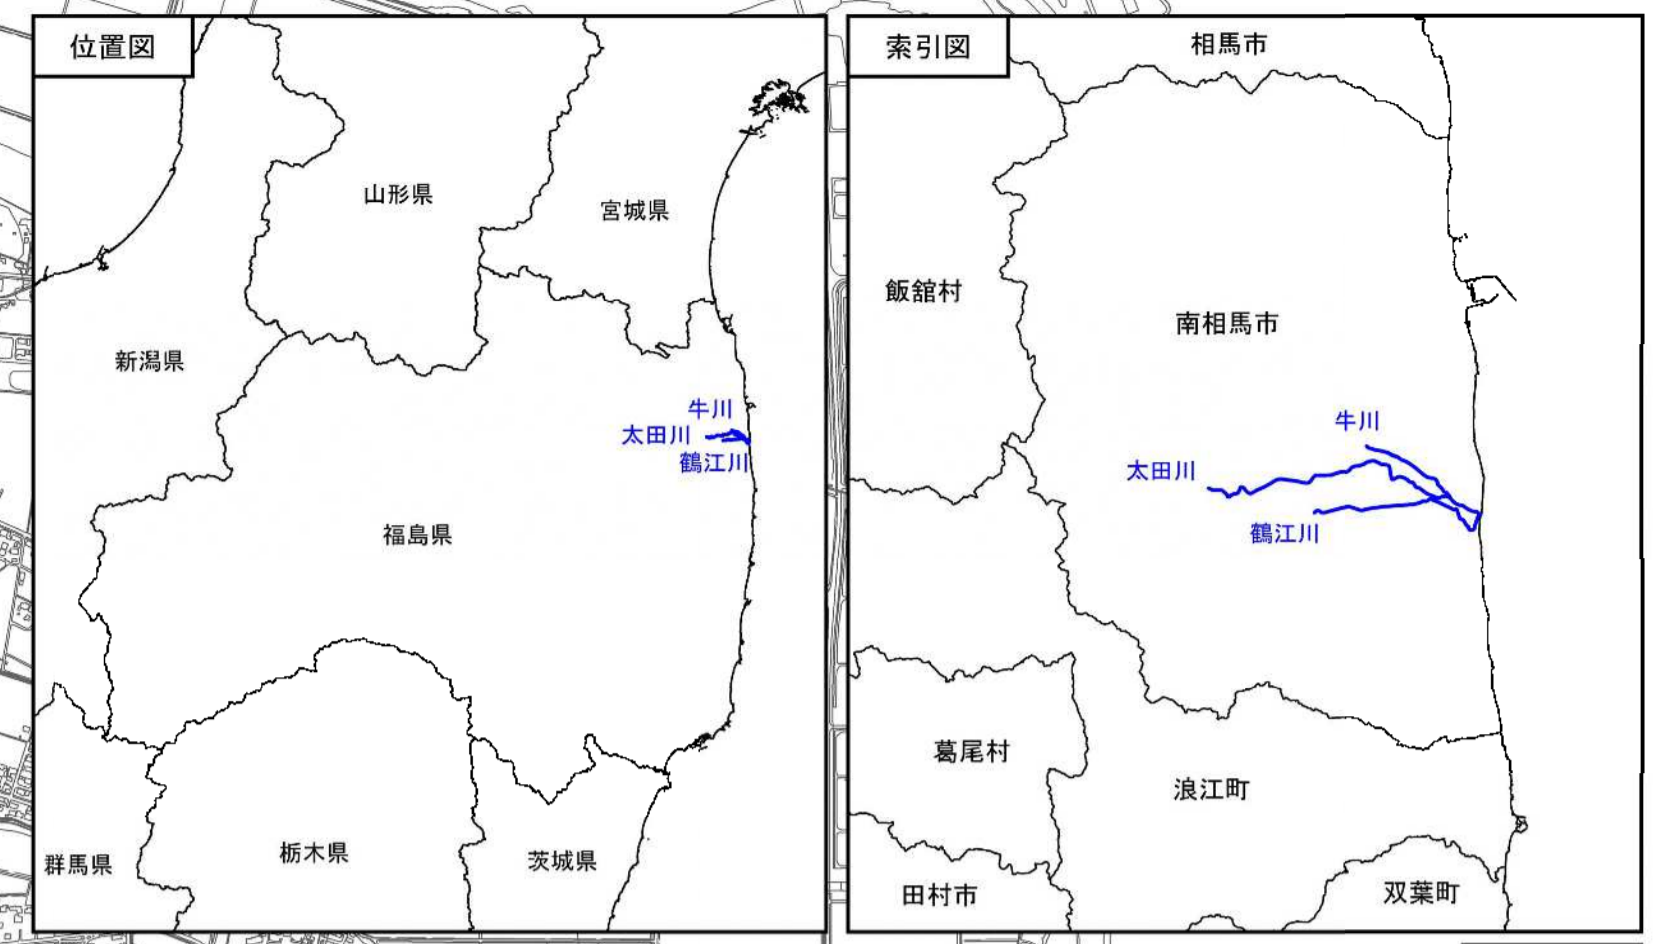 位置図
山形県
宮城県
新潟県
牛川
太田川
鶴江川
福島県
群馬県
栃木県
茨城県
索引図
相馬市
飯舘村
南相馬市
牛川
太田川
鶴江川
葛尾村
浪江町
田村市
双葉町